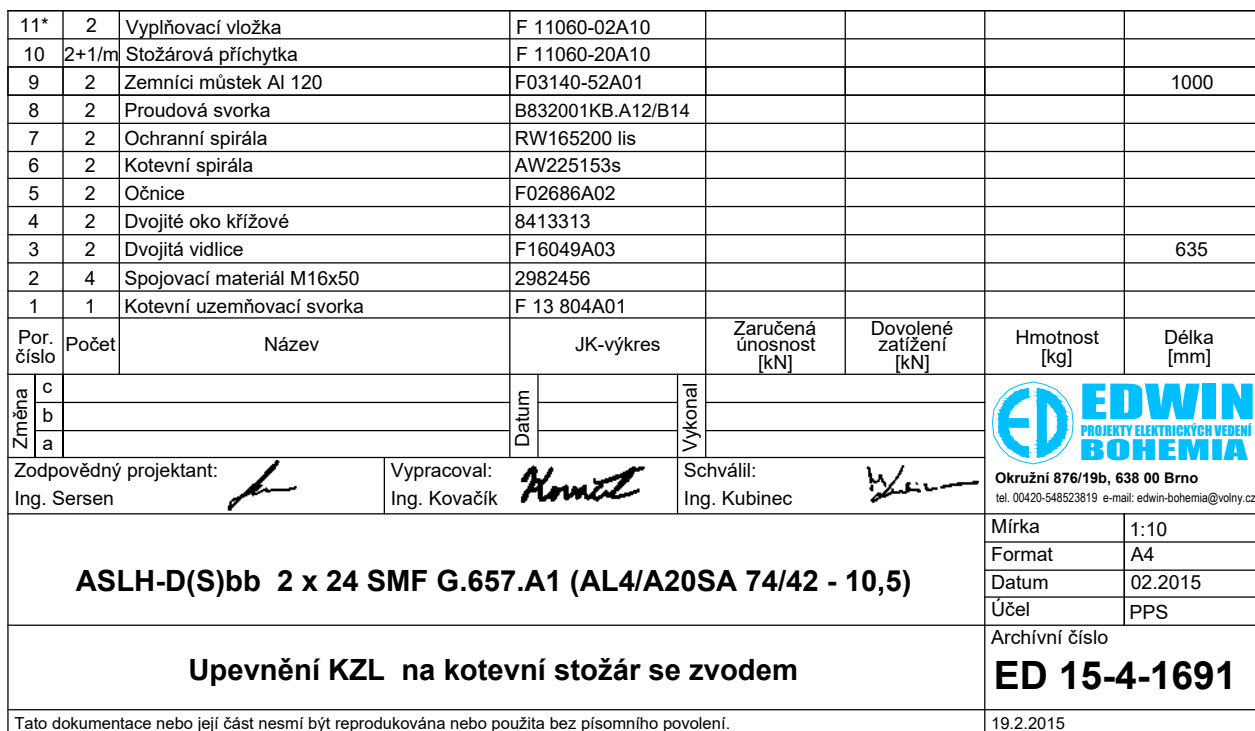 11* 2 Vyplňovací vložka F 11060-02A10
10 2+1/m Stožárová příchytka F 11060-20A10
9 2 Zemníci můstek Al 120 F03140-52A01 1000
8 2 Proudová svorka B832001KB.A12/B14
7 2 Ochranní spirála RW165200 lis
6 2 Kotevní spirála AW225153s
5 2 Očnice F02686A02
4 2 Dvojité oko křížové 8413313
3 2 Dvojitá vidlice F16049A03 635
2 4 Spojovací materiál M16x50 2982456
1 1 Kotevní uzemňovací svorka F 13 804A01
Por. číslo Počet Název JK-výkres Zaručená únosnost [kN] Dovolené zatížení [kN] Hmotnost [kg] Délka [mm]
Změna c b a Datum Vykonal
ED EDWIN
PROJEKTY ELEKTRICKÝCH VEDENÍ
BOHEMIA
Okružní 876/19b, 638 00 Brno
tel. 00420-548523819 e-mail: edwin-bohemia@volny.cz
Zodpovědný projektant: Vypracoval: Schválil:
Ing. Sersen Ing. Kovačík Ing. Kubinec
Mírka 1:10
Format A4
Datum 02.2015
Účel PPS
ASLH-D(S)bb 2 x 24 SMF G.657.A1 (AL4/A20SA 74/42 - 10,5)
Archívní číslo
ED 15-4-1691
Upevnění KZL na kotevní stožár se zvodem
Tato dokumentace nebo její část nesmí být reprodukována nebo použita bez písomního povolení. 19.2.2015